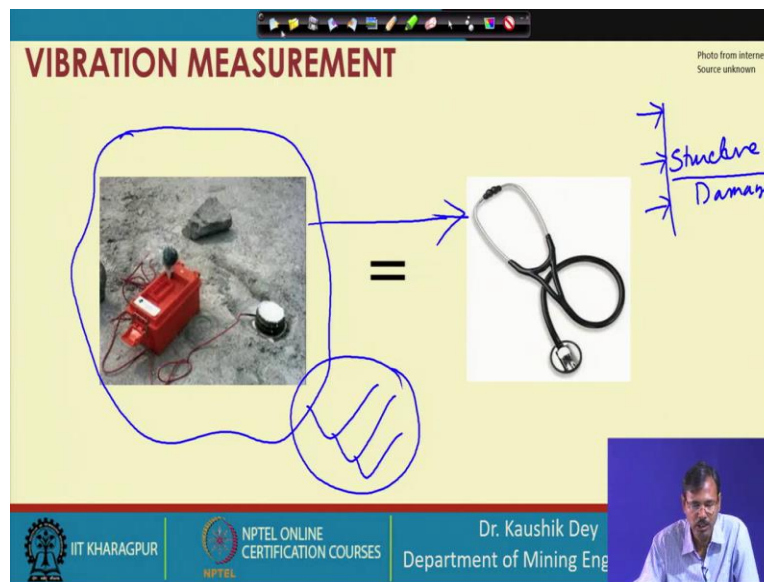 VIBRATION MEASUREMENT
Photo from interne
Source unknown
Structure
Damag
=
IIT KHARAGPUR
NPTEL
NPTEL ONLINE
CERTIFICATION COURSES
Dr. Kaushik Dey
Department of Mining Eng